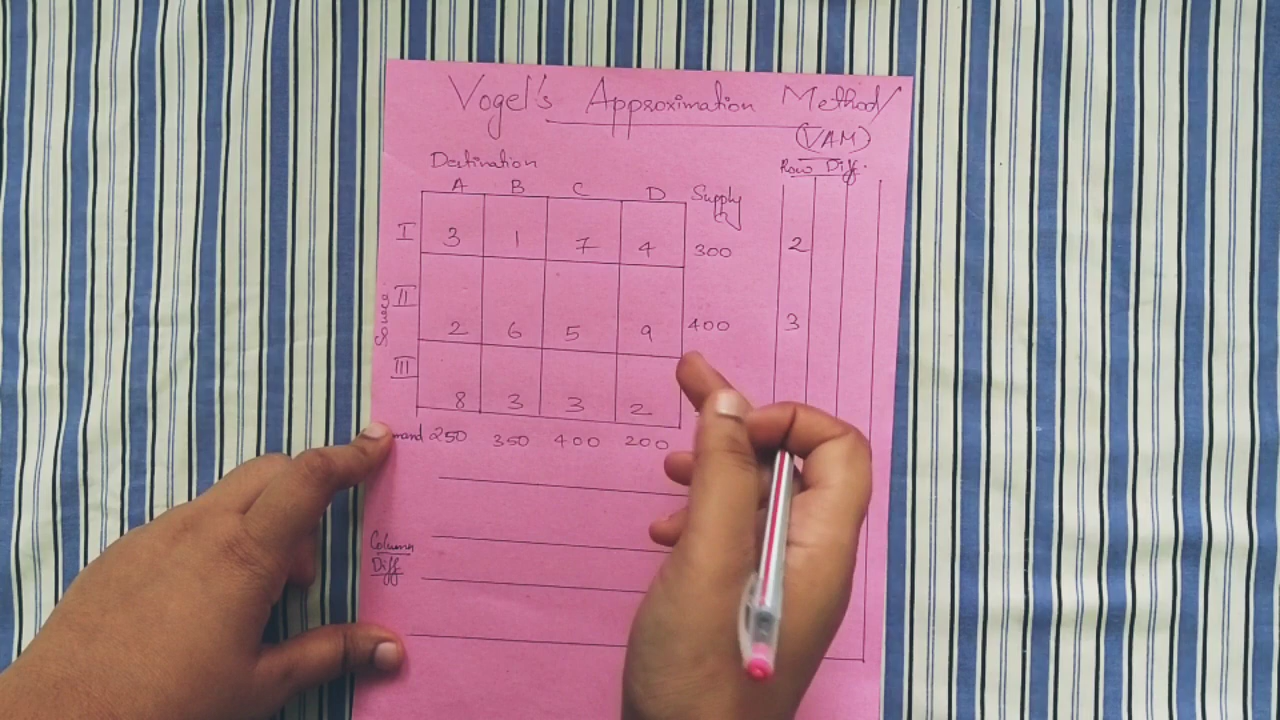 Vogel's Approximation Method
(VAM)
Destination
Row Diff.
A B C D Supply
I 3 1 7 4 300 2
Source
II 2 6 5 9 400 3
III 8 3 3 2
mand 250 350 400 200
Column
Diff